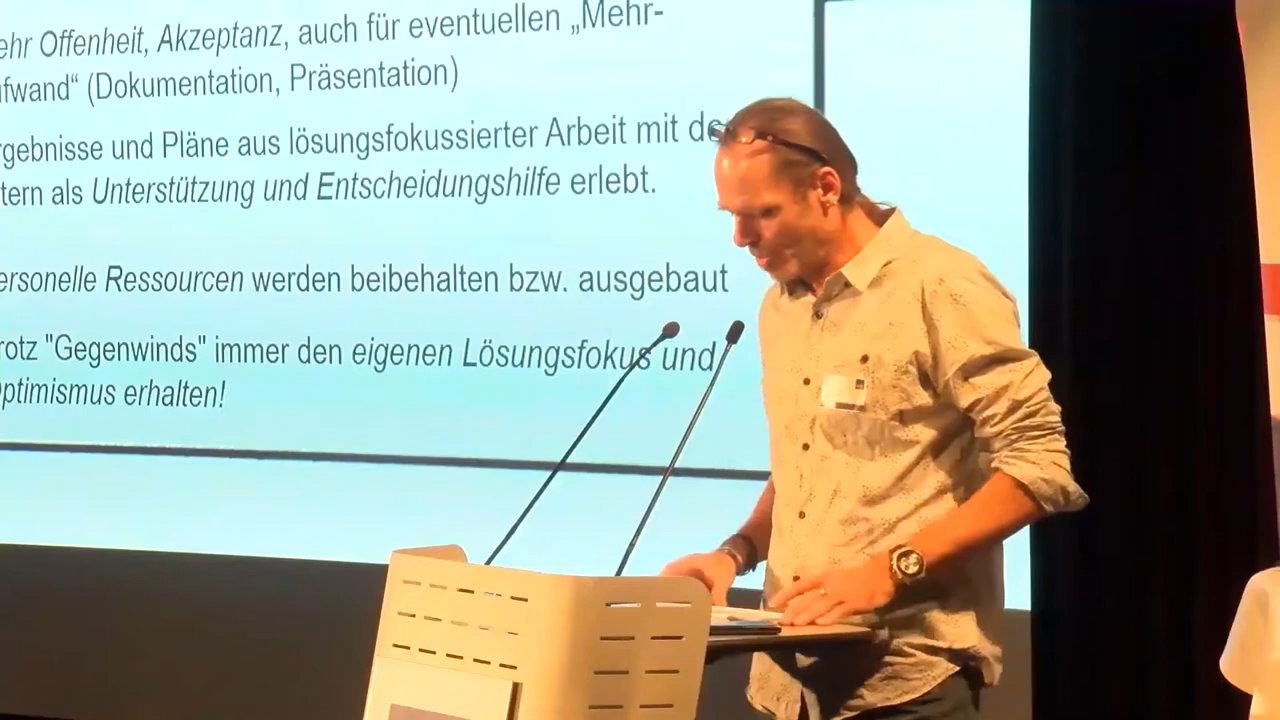 ehr Offenheit, Akzeptanz, auch für eventuellen „Mehr-
ufwand“ (Dokumentation, Präsentation)
rgebnisse und Pläne aus lösungsfokussierter Arbeit mit de
tern als Unterstützung und Entscheidungshilfe erlebt.
ersonelle Ressourcen werden beibehalten bzw. ausgebaut
rotz "Gegenwinds" immer den eigenen Lösungsfokus und
ptimismus erhalten!